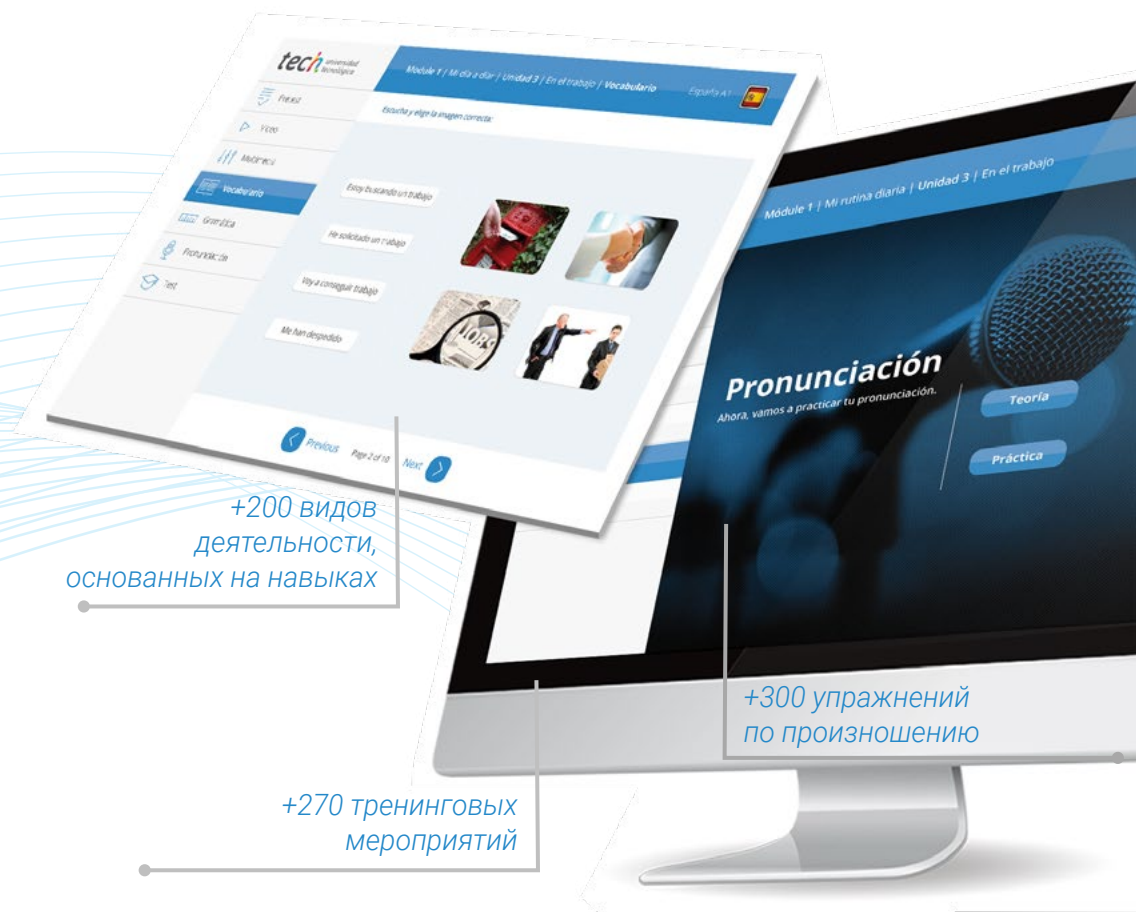 tech universidad
tecnológica
Module 1 | Mi día a diar | Unidad 3 | En el trabajo | Vocabulario
España A1
Escucha y elige la imagen correcta:
Vocabulario
Gramática
Pronunciación
Test
Estoy buscando un trabajo
He solicitado un trabajo
Voy a conseguir trabajo
Me han despedido
JOBS
Previous
Page 2 of 10
Next
Módule 1 | Mi rutina diaria | Unidad 3 | En el trabajo
Pronunciación
Ahora, vamos a practicar tu pronunciación.
Teoría
Práctica
+200 видов
деятельности,
основанных на навыках
+300 упражнений
по произношению
+270 тренинговых
мероприятий